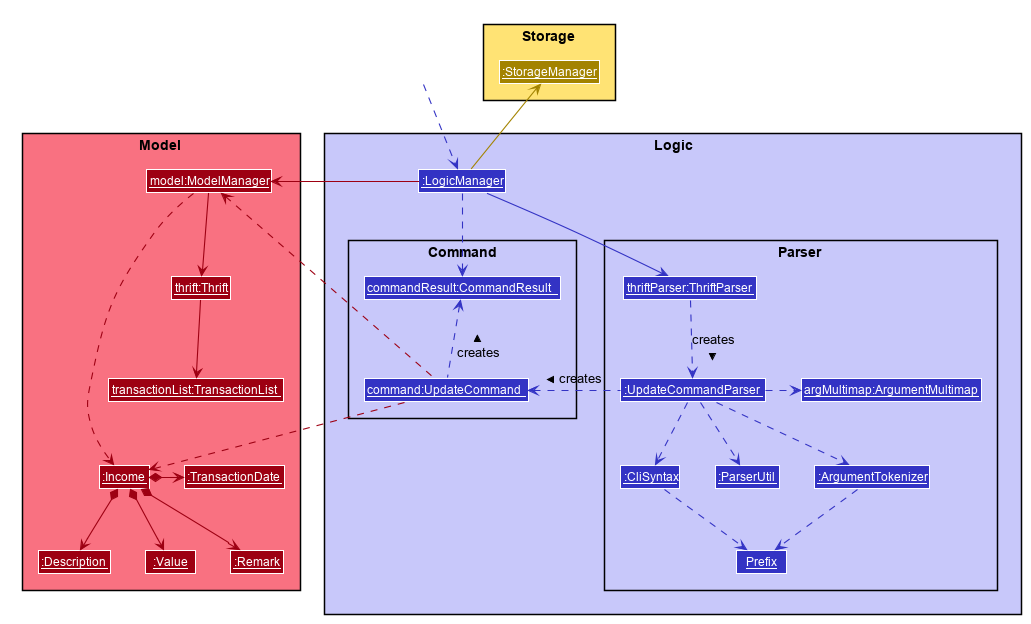 Storage
:StorageManager
Model
Logic
model:ModelManager
:LogicManager
Command
Parser
thrift:Thrift
commandResult:CommandResult
thriftParser:ThriftParser
▲
creates
creates
▼
◄ creates
transactionList:TransactionList
command:UpdateCommand
:UpdateCommandParser
argMultimap:ArgumentMultimap
:Income
:TransactionDate
:CliSyntax
:ParserUtil
:ArgumentTokenizer
:Description
:Value
:Remark
Prefix